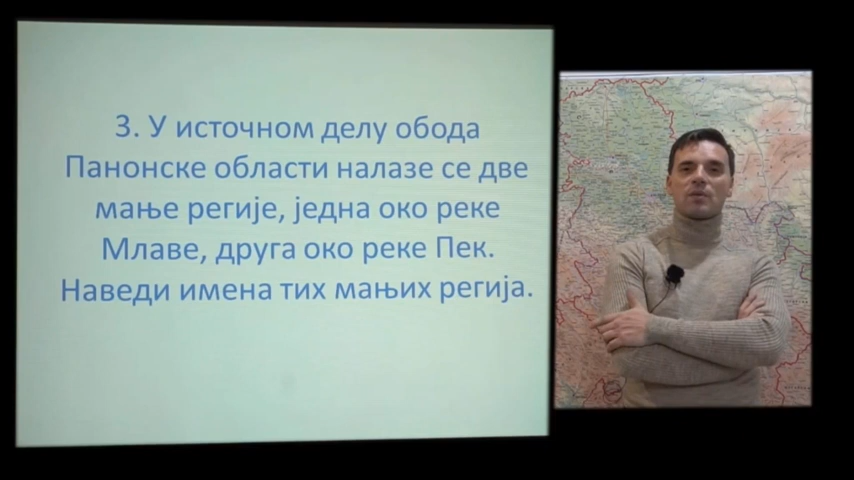 3. У источном делу обода
Панонске области налазе се две
мање регије, једна око реке
Млаве, друга око реке Пек.
Наведи имена тих мањих регија.